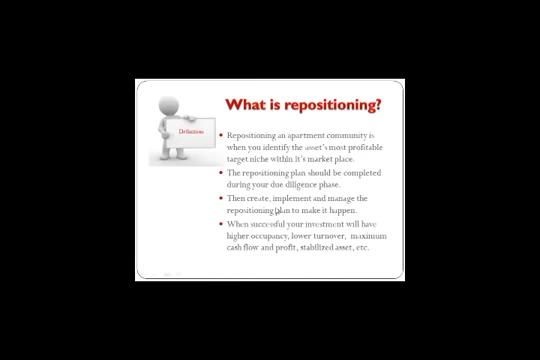 What is repositioning?
Definition
Repositioning an apartment community is
when you identify the asset's most profitable
target niche within it's market place.
The repositioning plan should be completed
during your due diligence phase.
Then create, implement and manage the
repositioning plan to make it happen.
When successful your investment will have
higher occupancy, lower turnover, maximum
cash flow and profit, stabilized asset, etc.